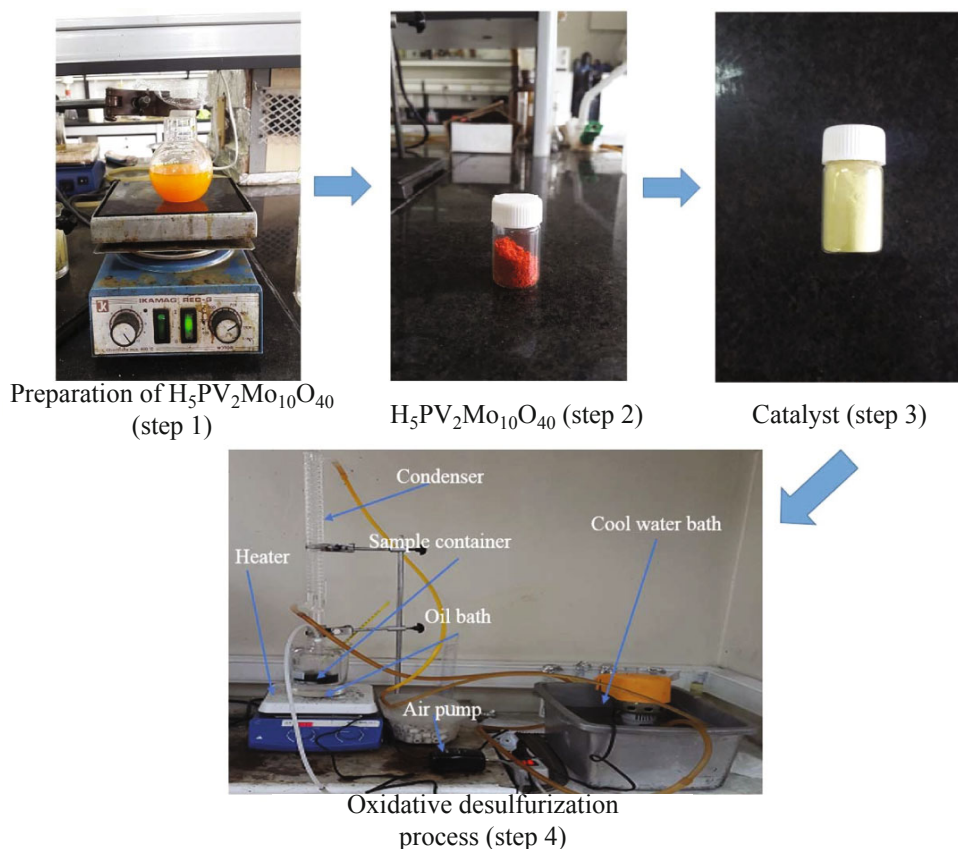 IKAMAG REC-G
Preparation of H₅PV₂Mo₁₀O₄₀
(step 1)
H₅PV₂Mo₁₀O₄₀ (step 2)
Catalyst (step 3)
Condenser
Cool water bath
Sample container
Heater
Oil bath
Air pump
Oxidative desulfurization
process (step 4)